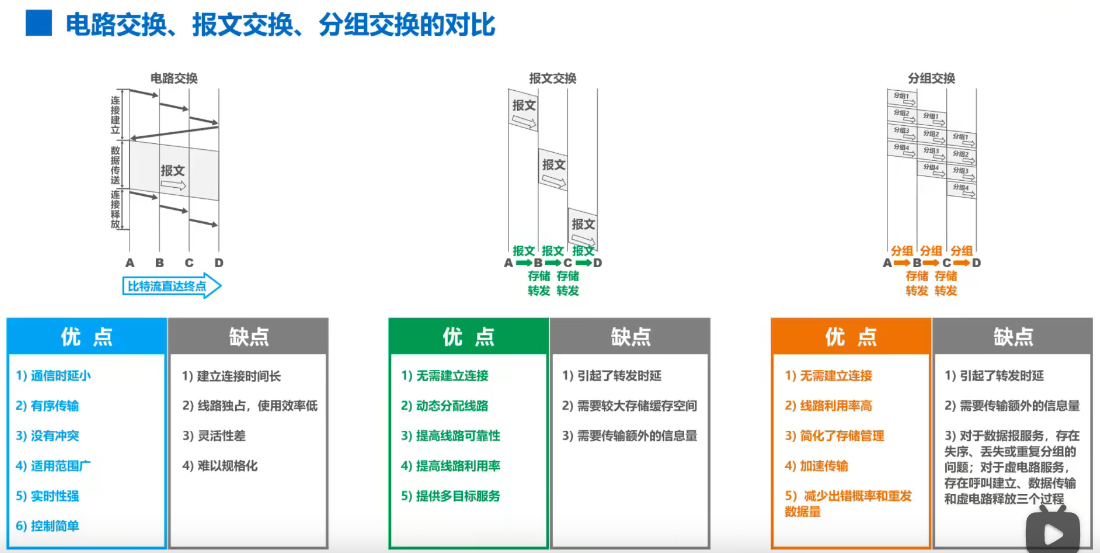 电路交换、报文交换、分组交换的对比
电路交换
连接建立
数据传送
连接释放
报文
A B C D
比特流直达终点
报文交换
报文
报文
报文
报文 报文 报文
A B C D
存储 存储
转发 转发
分组交换
分组1
分组2
分组3
分组4
分组1
分组2
分组3
分组4
分组1
分组2
分组3
分组4
分组 分组 分组
A B C D
存储 存储
转发 转发
优点
1) 通信时延小
2) 有序传输
3) 没有冲突
4) 适用范围广
5) 实时性强
6) 控制简单
缺点
1) 建立连接时间长
2) 线路独占，使用效率低
3) 灵活性差
4) 难以规格化
优点
1) 无需建立连接
2) 动态分配线路
3) 提高线路可靠性
4) 提高线路利用率
5) 提供多目标服务
缺点
1) 引起了转发时延
2) 需要较大存储缓存空间
3) 需要传输额外的信息量
优点
1) 无需建立连接
2) 线路利用率高
3) 简化了存储管理
4) 加速传输
5）减少出错概率和重发
数据量
缺点
1) 引起了转发时延
2) 需要传输额外的信息量
3) 对于数据报服务，存在
失序、丢失或重复分组的
问题；对于虚电路服务，
存在呼叫建立、数据传输
和虚电路释放三个过程